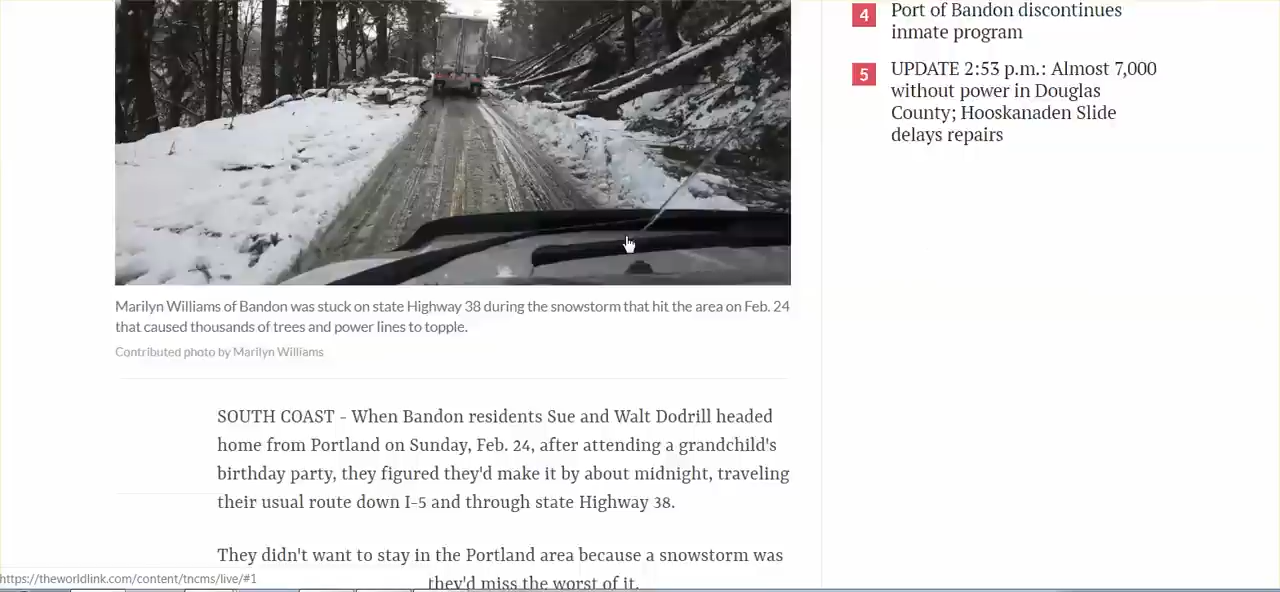 4
Port of Bandon discontinues
inmate program
5
UPDATE 2:53 p.m.: Almost 7,000
without power in Douglas
County; Hooskanaden Slide
delays repairs
Marilyn Williams of Bandon was stuck on state Highway 38 during the snowstorm that hit the area on Feb. 24
that caused thousands of trees and power lines to topple.
Contributed photo by Marilyn Williams
SOUTH COAST - When Bandon residents Sue and Walt Dodrill headed
home from Portland on Sunday, Feb. 24, after attending a grandchild's
birthday party, they figured they'd make it by about midnight, traveling
their usual route down I-5 and through state Highway 38.
They didn't want to stay in the Portland area because a snowstorm was
they'd miss the worst of it.
https://theworldlink.com/content/tncms/live/#1